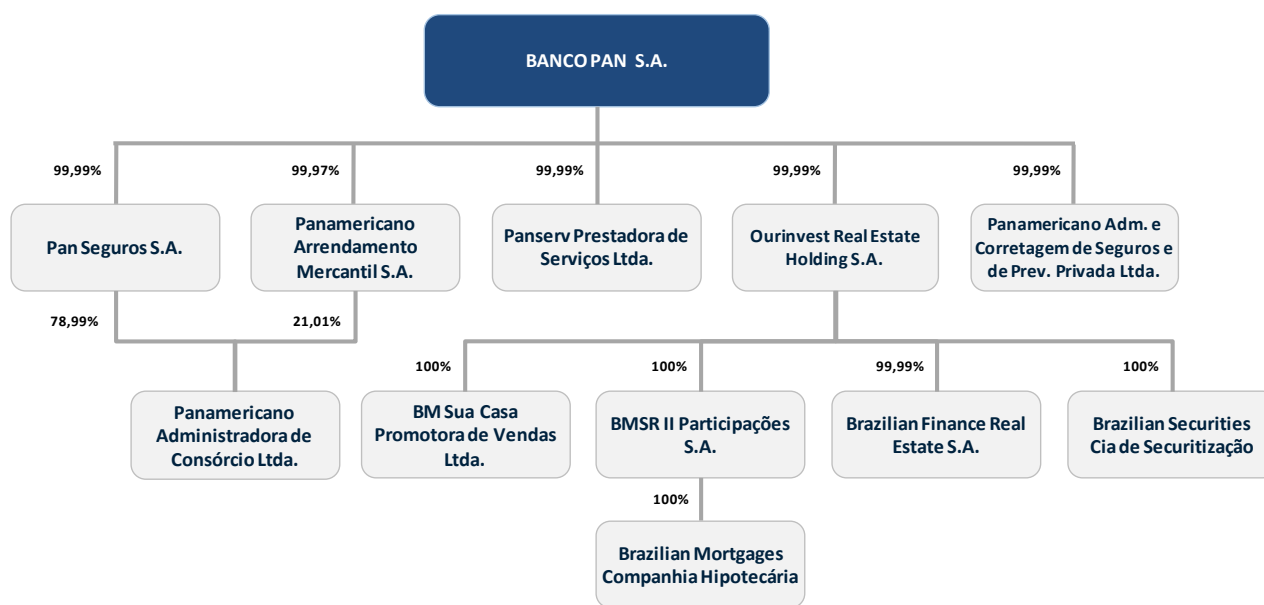 BANCO PAN S.A.
99,99%
99,97%
99,99%
99,99%
99,99%
Pan Seguros S.A.
Panamericano
Arrendamento
Mercantil S.A.
Panserv Prestadora de
Serviços Ltda.
Ourinvest Real Estate
Holding S.A.
Panamericano Adm. e
Corretagem de Seguros e
de Prev. Privada Ltda.
78,99%
21,01%
100%
100%
99,99%
100%
Panamericano
Administradora de
Consórcio Ltda.
BM Sua Casa
Promotora de Vendas
Ltda.
BMSR II Participações
S.A.
Brazilian Finance Real
Estate S.A.
Brazilian Securities
Cia de Securitização
100%
Brazilian Mortgages
Companhia Hipotecária